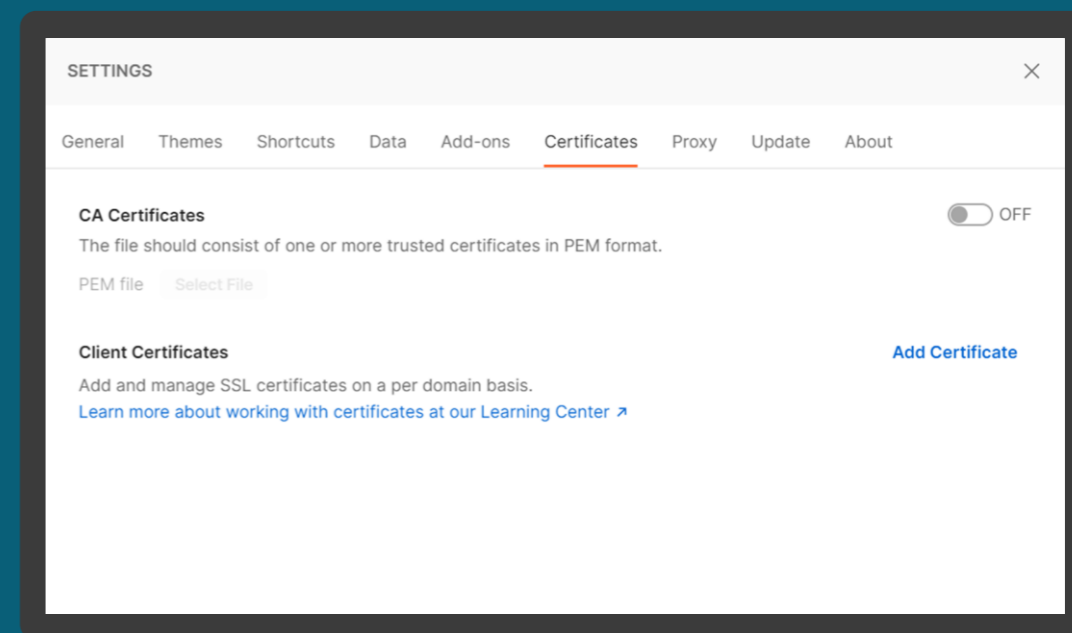 SETTINGS
General Themes Shortcuts Data Add-ons Certificates Proxy Update About
CA Certificates OFF
The file should consist of one or more trusted certificates in PEM format.
PEM file Select File
Client Certificates Add Certificate
Add and manage SSL certificates on a per domain basis.
Learn more about working with certificates at our Learning Center ↗